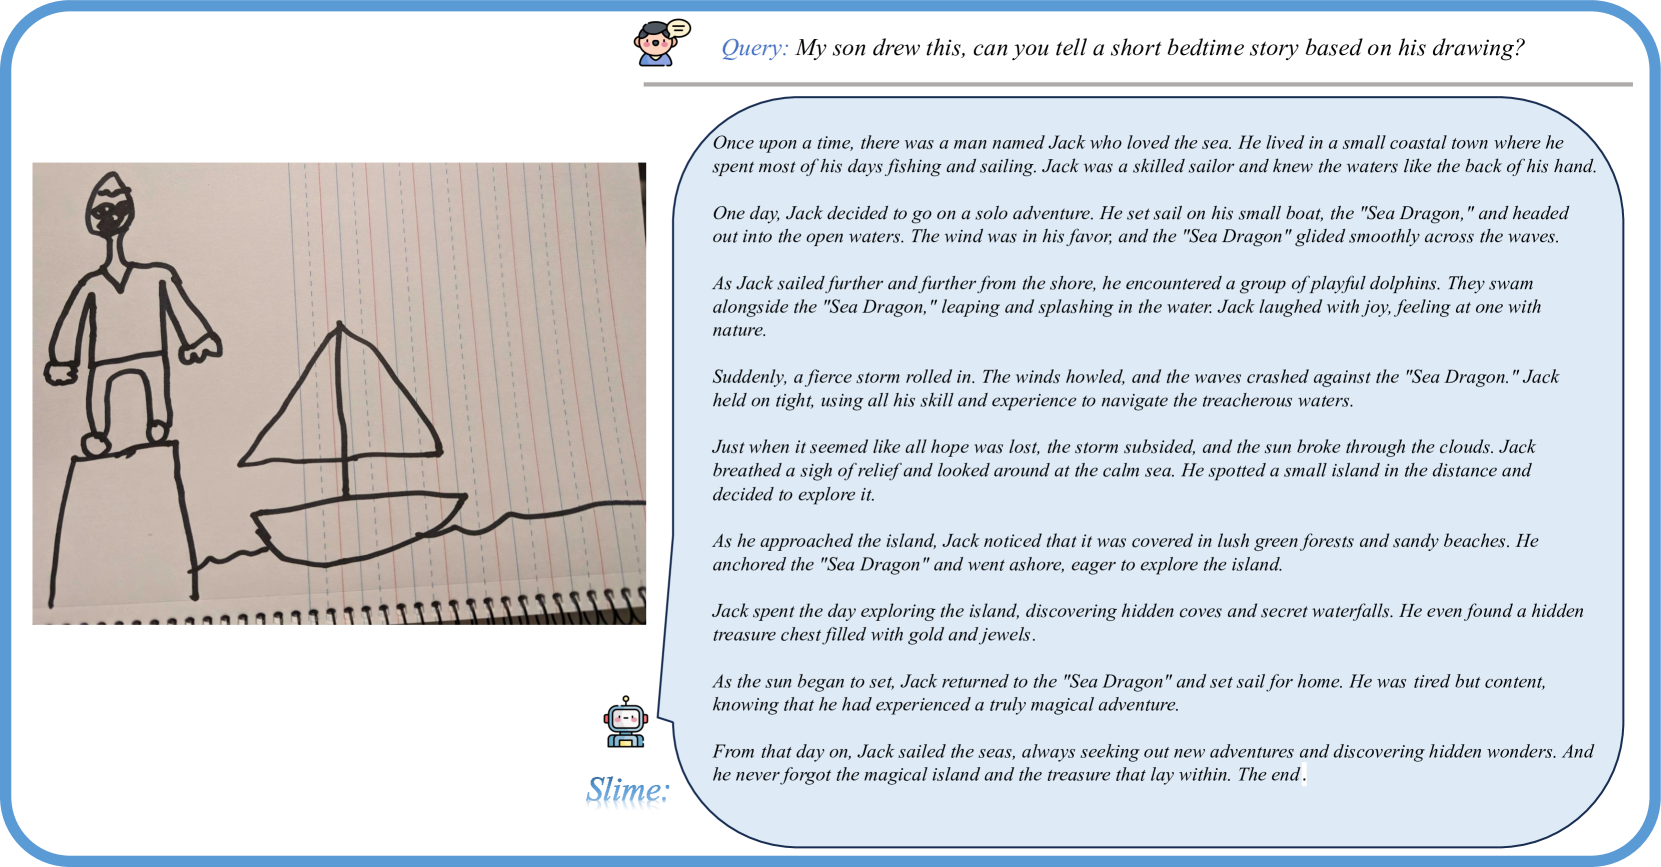 Query: My son drew this, can you tell a short bedtime story based on his drawing?
Once upon a time, there was a man named Jack who loved the sea. He lived in a small coastal town where he
spent most of his days fishing and sailing. Jack was a skilled sailor and knew the waters like the back of his hand.
One day, Jack decided to go on a solo adventure. He set sail on his small boat, the "Sea Dragon," and headed
out into the open waters. The wind was in his favor, and the "Sea Dragon" glided smoothly across the waves.
As Jack sailed further and further from the shore, he encountered a group of playful dolphins. They swam
alongside the "Sea Dragon," leaping and splashing in the water. Jack laughed with joy, feeling at one with
nature.
Suddenly, a fierce storm rolled in. The winds howled, and the waves crashed against the "Sea Dragon." Jack
held on tight, using all his skill and experience to navigate the treacherous waters.
Just when it seemed like all hope was lost, the storm subsided, and the sun broke through the clouds. Jack
breathed a sigh of relief and looked around at the calm sea. He spotted a small island in the distance and
decided to explore it.
As he approached the island, Jack noticed that it was covered in lush green forests and sandy beaches. He
anchored the "Sea Dragon" and went ashore, eager to explore the island.
Jack spent the day exploring the island, discovering hidden coves and secret waterfalls. He even found a hidden
treasure chest filled with gold and jewels.
As the sun began to set, Jack returned to the "Sea Dragon" and set sail for home. He was tired but content,
knowing that he had experienced a truly magical adventure.
From that day on, Jack sailed the seas, always seeking out new adventures and discovering hidden wonders. And
he never forgot the magical island and the treasure that lay within. The end.
Slime: